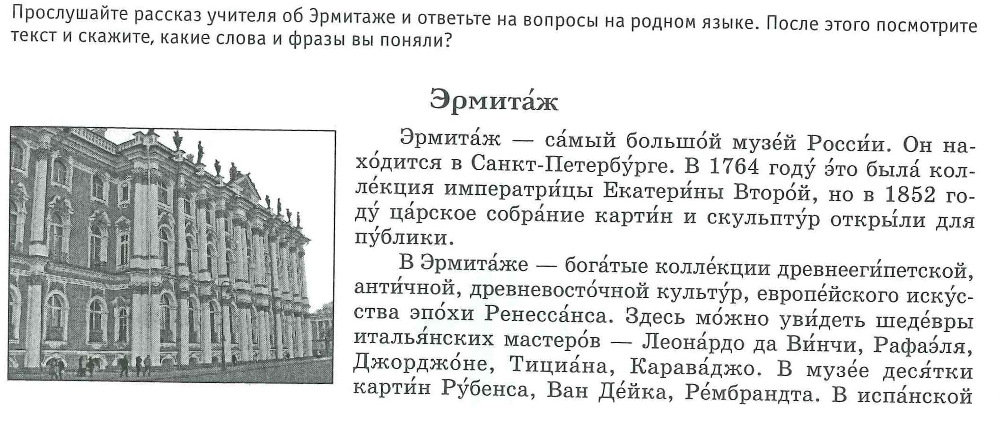 Прослушайте рассказ учителя об Эрмитаже и ответьте на вопросы на родном языке. После этого посмотрите
текст и скажите, какие слова и фразы вы поняли?
Эрмита́ж
Эрмита́ж — са́мый большо́й музе́й Росси́и. Он на-
хо́дится в Санкт-Петербу́рге. В 1764 году́ э́то была́ кол-
ле́кция императри́цы Екатери́ны Второ́й, но в 1852 го-
ду́ ца́рское собра́ние карти́н и скульпту́р откры́ли для
пу́блики.
В Эрмита́же — бога́тые колле́кции древнееги́петской,
анти́чной, древневосто́чной культу́р, европе́йского иску́с-
ства эпо́хи Ренесса́нса. Здесь мо́жно уви́деть шеде́вры
италья́нских мастеро́в — Леона́рдо да Ви́нчи, Рафаэ́ля,
Джорджо́не, Тициа́на, Карава́джо. В музе́е деся́тки
карти́н Ру́бенса, Ван Де́йка, Ре́мбрандта. В испа́нской